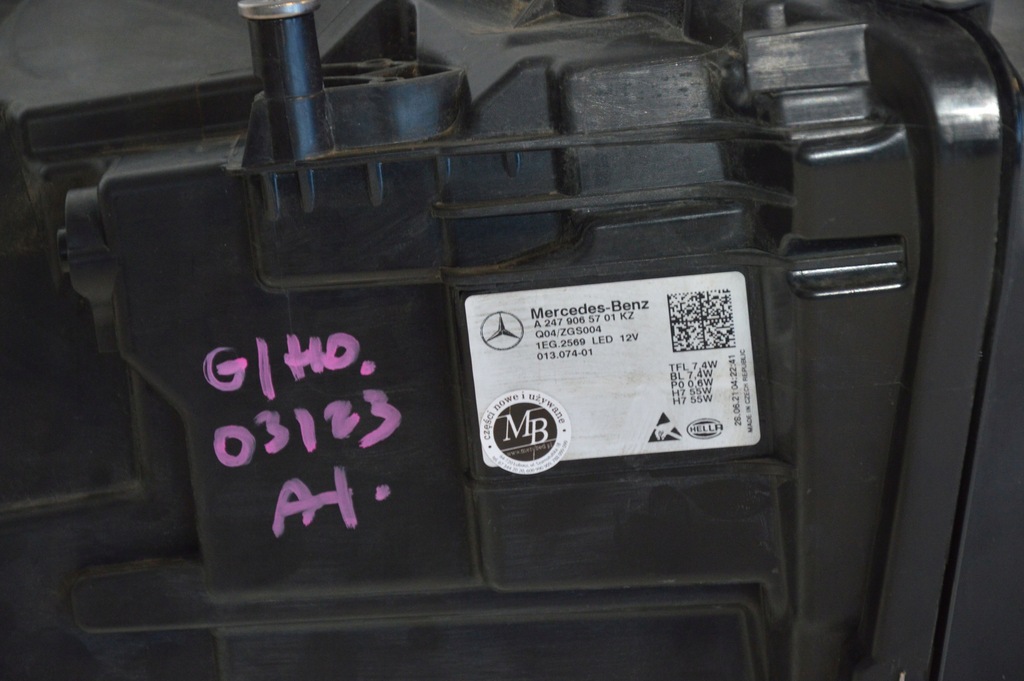 G/HO.
03123
A1.
Mercedes-Benz
A 247 906 57 01 KZ
Q04/ZGS004
1EG.2569 LED 12V
013.074-01
TFL 7,4W
BL 7,4W
P0 0,6W
H7 55W
H7 55W
28.06.21 04:22:41
MADE IN CZECH REPUBLIC
HELLA
części nowe i używane
MB